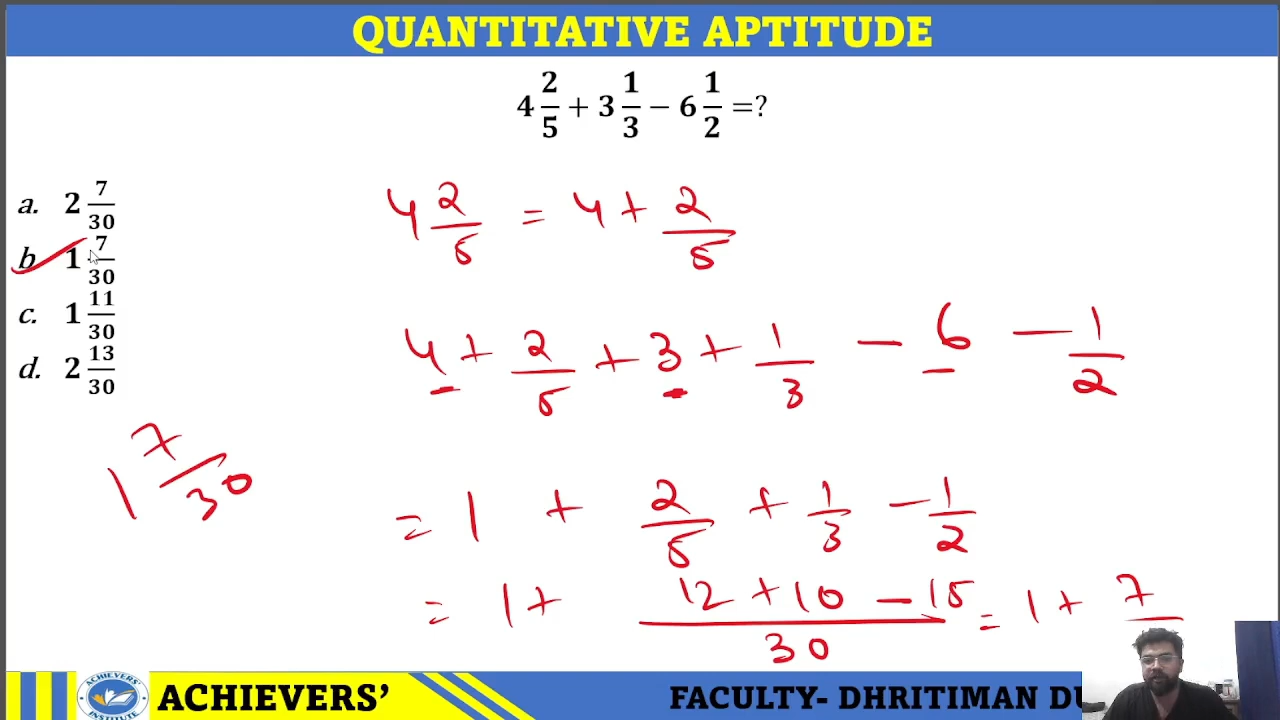 QUANTITATIVE APTITUDE
4 2/5 + 3 1/3 − 6 1/2 =?
a. 2 7/30
b 1 7/30
c. 1 11/30
d. 2 13/30
4 2/5 = 4 + 2/5
4 + 2/5 + 3 + 1/3 − 6 − 1/2
= 1 + 2/5 + 1/3 − 1/2
= 1 + (12 + 10 − 15)/30 = 1 + 7
1 7/30
ACHIEVERS'
INSTITUTE
ACHIEVERS'
FACULTY- DHRITIMAN